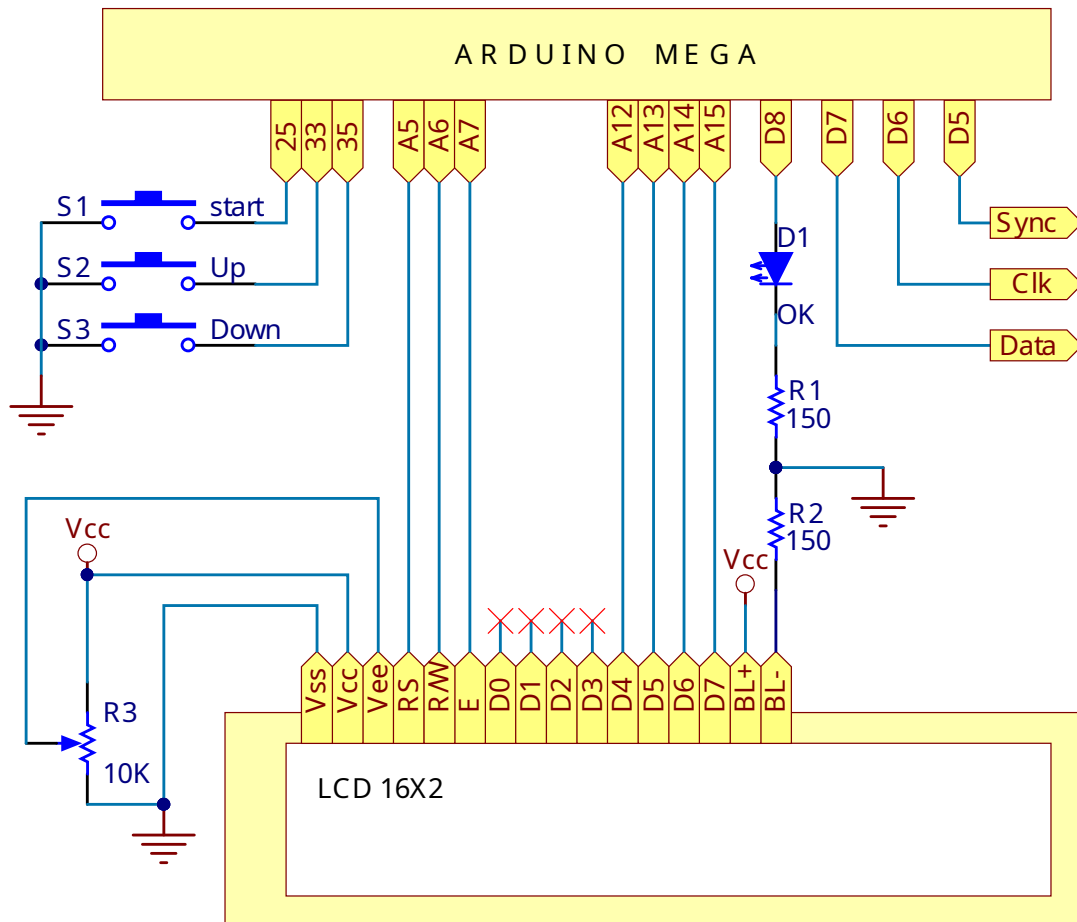 ARDUINO MEGA
25 33 35 A5 A6 A7 A12 A13 A14 A15 D8 D7 D6 D5
S1 start
Sync
S2 Up
D1
Clk
S3 Down
OK
Data
R1
150
R2
150
Vcc
Vcc
Vss Vcc Vee RS R/W E D0 D1 D2 D3 D4 D5 D6 D7 BL+ BL-
R3
10K
LCD 16X2